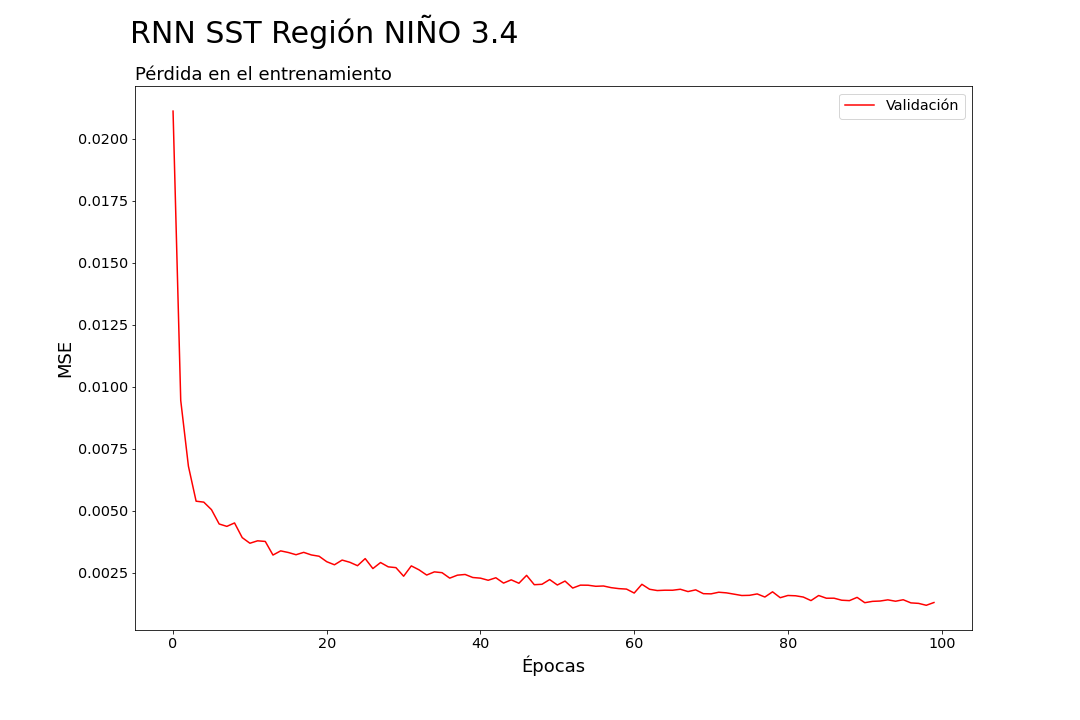 RNN SST Región NIÑO 3.4
Pérdida en el entrenamiento
Validación
0.0200
0.0175
0.0150
0.0125
0.0100
0.0075
0.0050
0.0025
MSE
0 20 40 60 80 100
Épocas